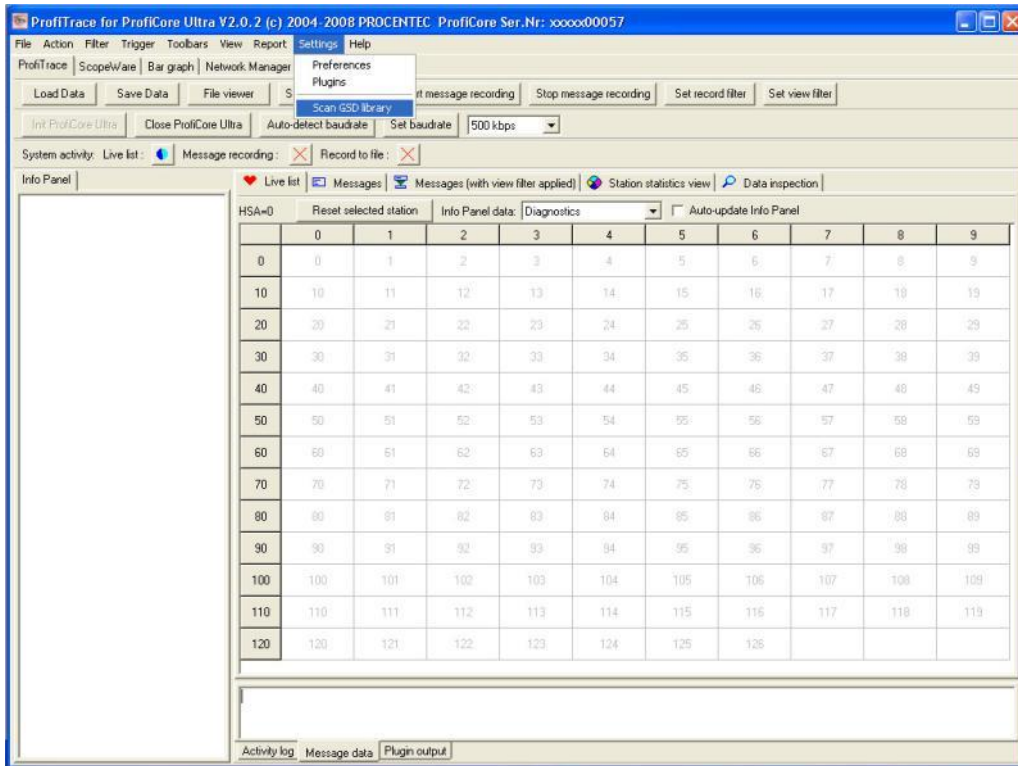 ProfiTrace for ProfiCore Ultra V2.0.2 (c) 2004-2008 PROCENTEC ProfiCore Ser.Nr: xxxxx00057
File Action Filter Trigger Toolbars View Report Settings Help
ProfiTrace ScopeWare Bar graph Network Manager
Preferences
Plugins
Scan GSD library
Load Data Save Data File viewer S rt message recording Stop message recording Set record filter Set view filter
Init ProfiCore Ultra Close ProfiCore Ultra Auto-detect baudrate Set baudrate 500 kbps
System activity: Live list : Message recording : Record to file :
Info Panel
Live list Messages Messages (with view filter applied) Station statistics view Data inspection
HSA=0 Reset selected station Info Panel data: Diagnostics Auto-update Info Panel
0 1 2 3 4 5 6 7 8 9
0 0 1 2 3 4 5 6 7 8 9
10 10 11 12 13 14 15 16 17 18 19
20 20 21 22 23 24 25 26 27 28 29
30 30 31 32 33 34 35 36 37 38 39
40 40 41 42 43 44 45 46 47 48 49
50 50 51 52 53 54 55 56 57 58 59
60 60 61 62 63 64 65 66 67 68 69
70 70 71 72 73 74 75 76 77 78 79
80 80 81 82 83 84 85 86 87 88 89
90 90 91 92 93 94 95 96 97 98 99
100 100 101 102 103 104 105 106 107 108 109
110 110 111 112 113 114 115 116 117 118 119
120 120 121 122 123 124 125 126
Activity log Message data Plugin output